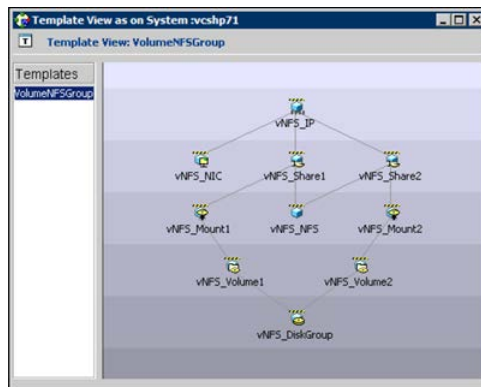 Template View as on System :vcshp71
Template View: VolumeNFSGroup
Templates
VolumeNFSGroup
vNFS_IP
vNFS_NIC
vNFS_Share1
vNFS_Share2
vNFS_Mount1
vNFS_NFS
vNFS_Mount2
vNFS_Volume1
vNFS_Volume2
vNFS_DiskGroup